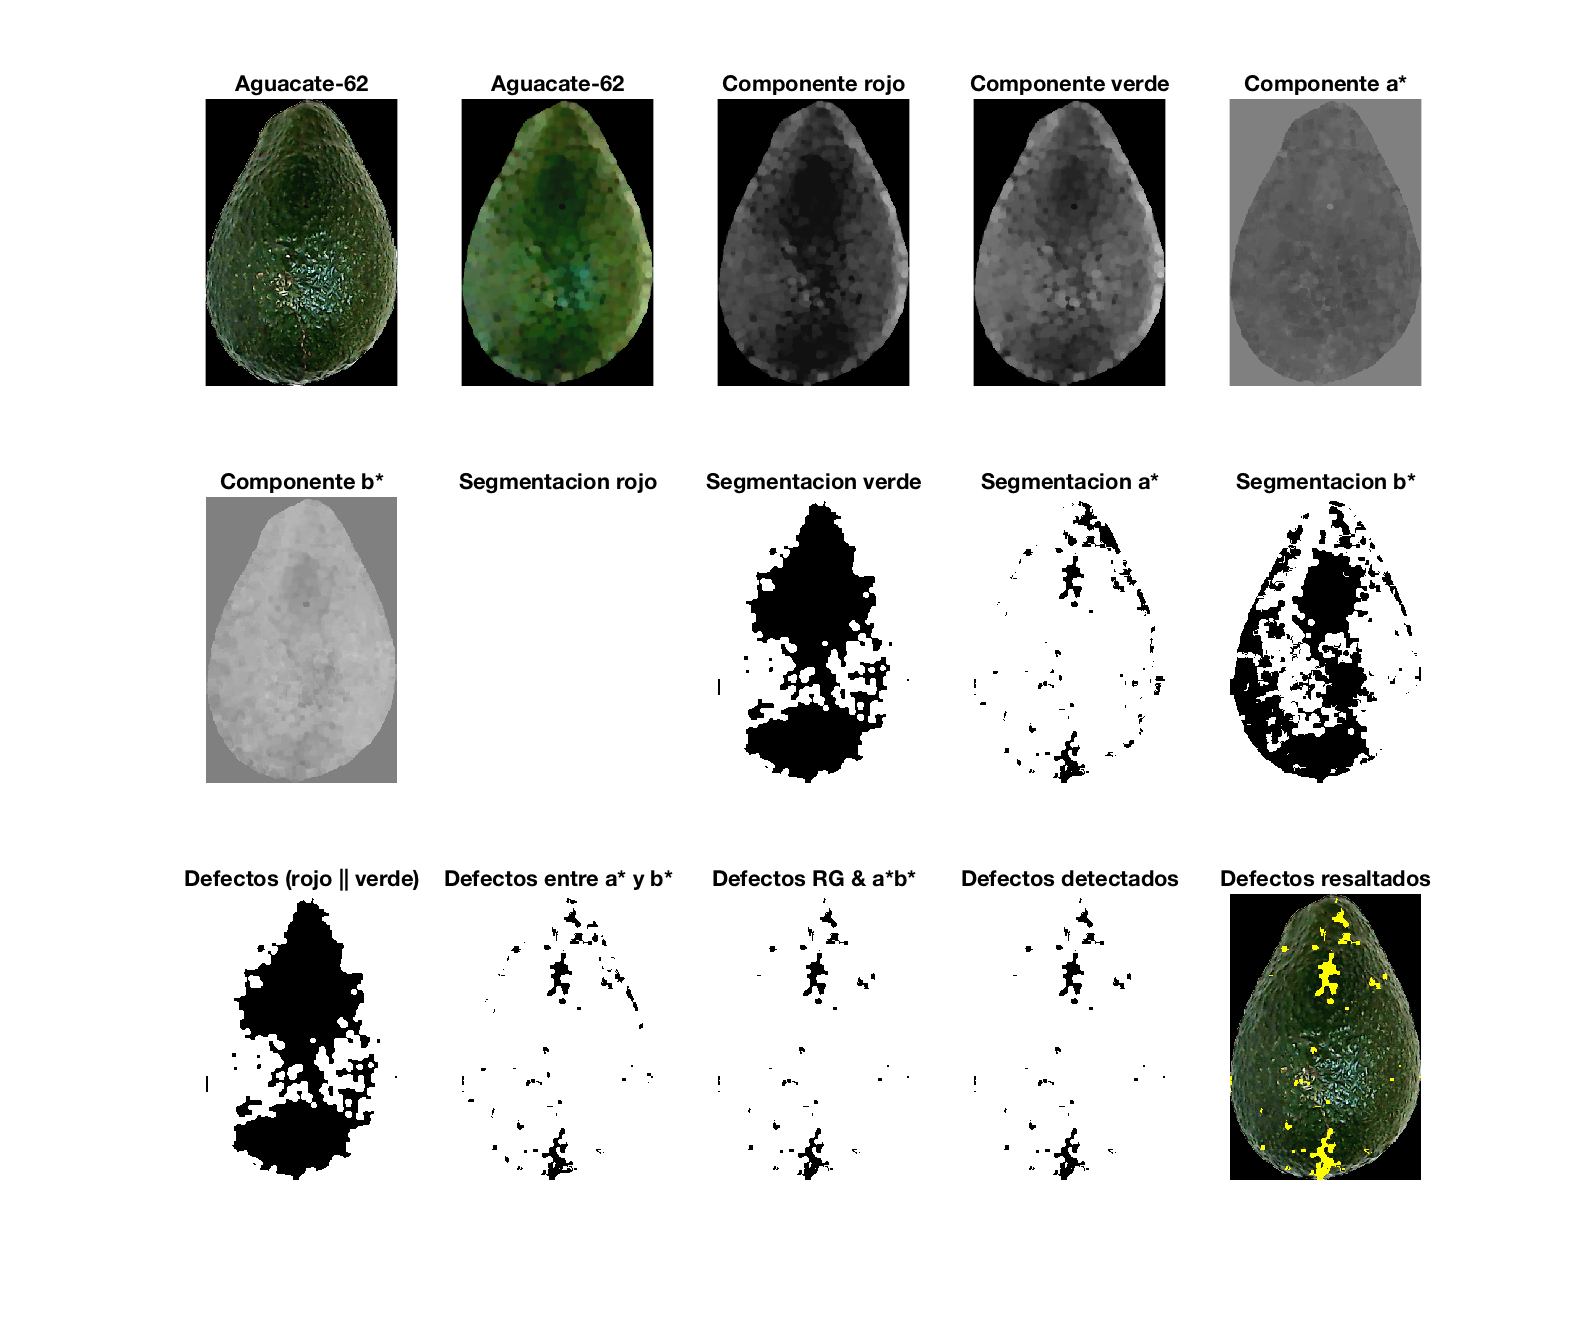 Aguacate-62
Aguacate-62
Componente rojo
Componente verde
Componente a*
Componente b*
Segmentacion rojo
Segmentacion verde
Segmentacion a*
Segmentacion b*
Defectos (rojo || verde)
Defectos entre a* y b*
Defectos RG & a*b*
Defectos detectados
Defectos resaltados